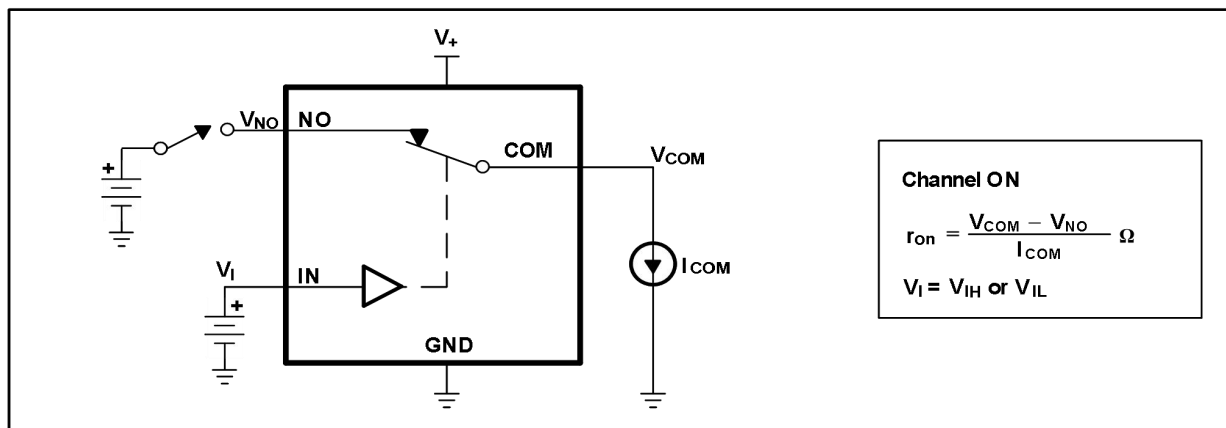 V+
VNO NO
COM
VCOM
+
VI IN
+
ICOM
GND
Channel ON
ron = VCOM – VNO / ICOM Ω
VI = VIH or VIL